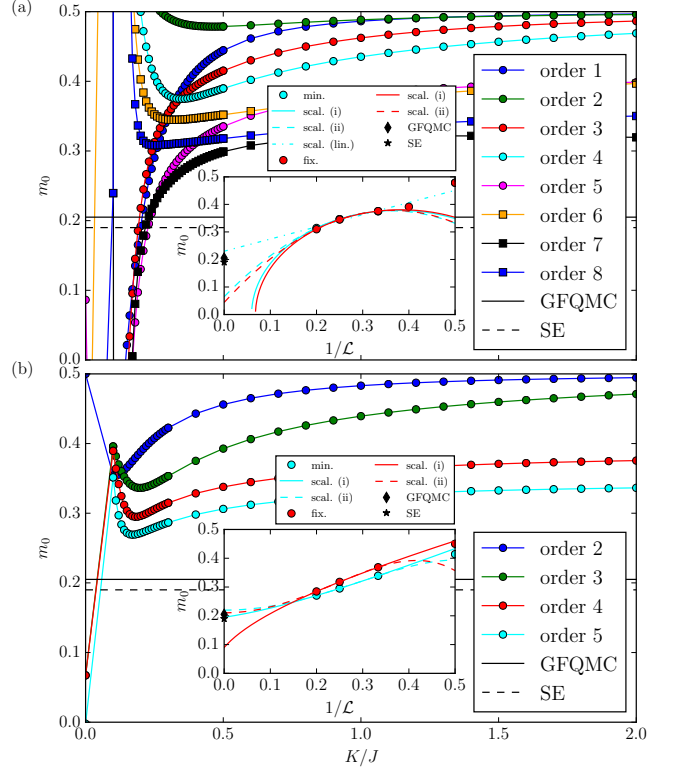 (a)
0.5
0.4
0.3
0.2
0.1
0.0
m0
order 1
order 2
order 3
order 4
order 5
order 6
order 7
order 8
GFQMC
SE
min.
scal. (i)
scal. (ii)
scal. (lin.)
fix.
scal. (i)
scal. (ii)
GFQMC
SE
0.5
0.4
0.3
0.2
0.1
0.0
m0
0.0 0.1 0.2 0.3 0.4 0.5
1/ℒ
(b)
0.5
0.4
0.3
0.2
0.1
0.0
m0
min.
scal. (i)
scal. (ii)
fix.
scal. (i)
scal. (ii)
GFQMC
SE
0.5
0.4
0.3
0.2
0.1
0.0
m0
0.0 0.1 0.2 0.3 0.4 0.5
1/ℒ
order 2
order 3
order 4
order 5
GFQMC
SE
0.0 0.5 1.0 1.5 2.0
K/J